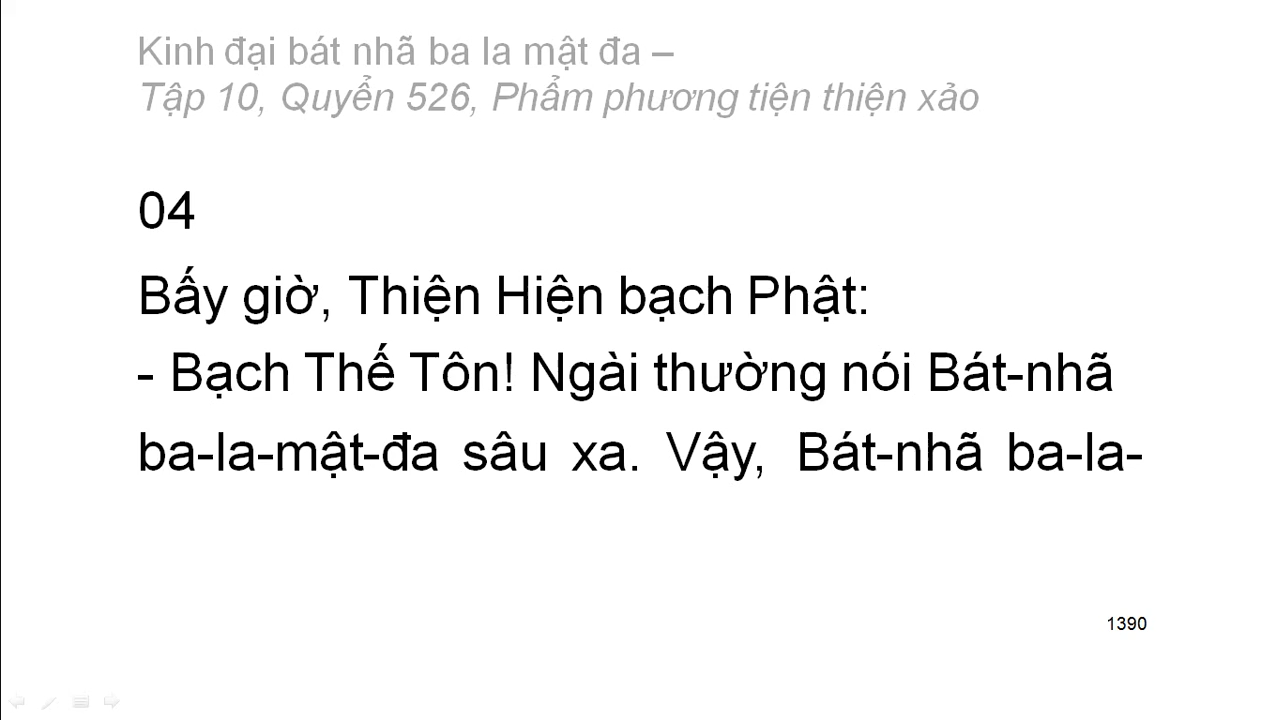 Kinh đại bát nhã ba la mật đa –
Tập 10, Quyển 526, Phẩm phương tiện thiện xảo
04
Bấy giờ, Thiện Hiện bạch Phật:
- Bạch Thế Tôn! Ngài thường nói Bát-nhã
ba-la-mật-đa sâu xa. Vậy, Bát-nhã ba-la-
1390